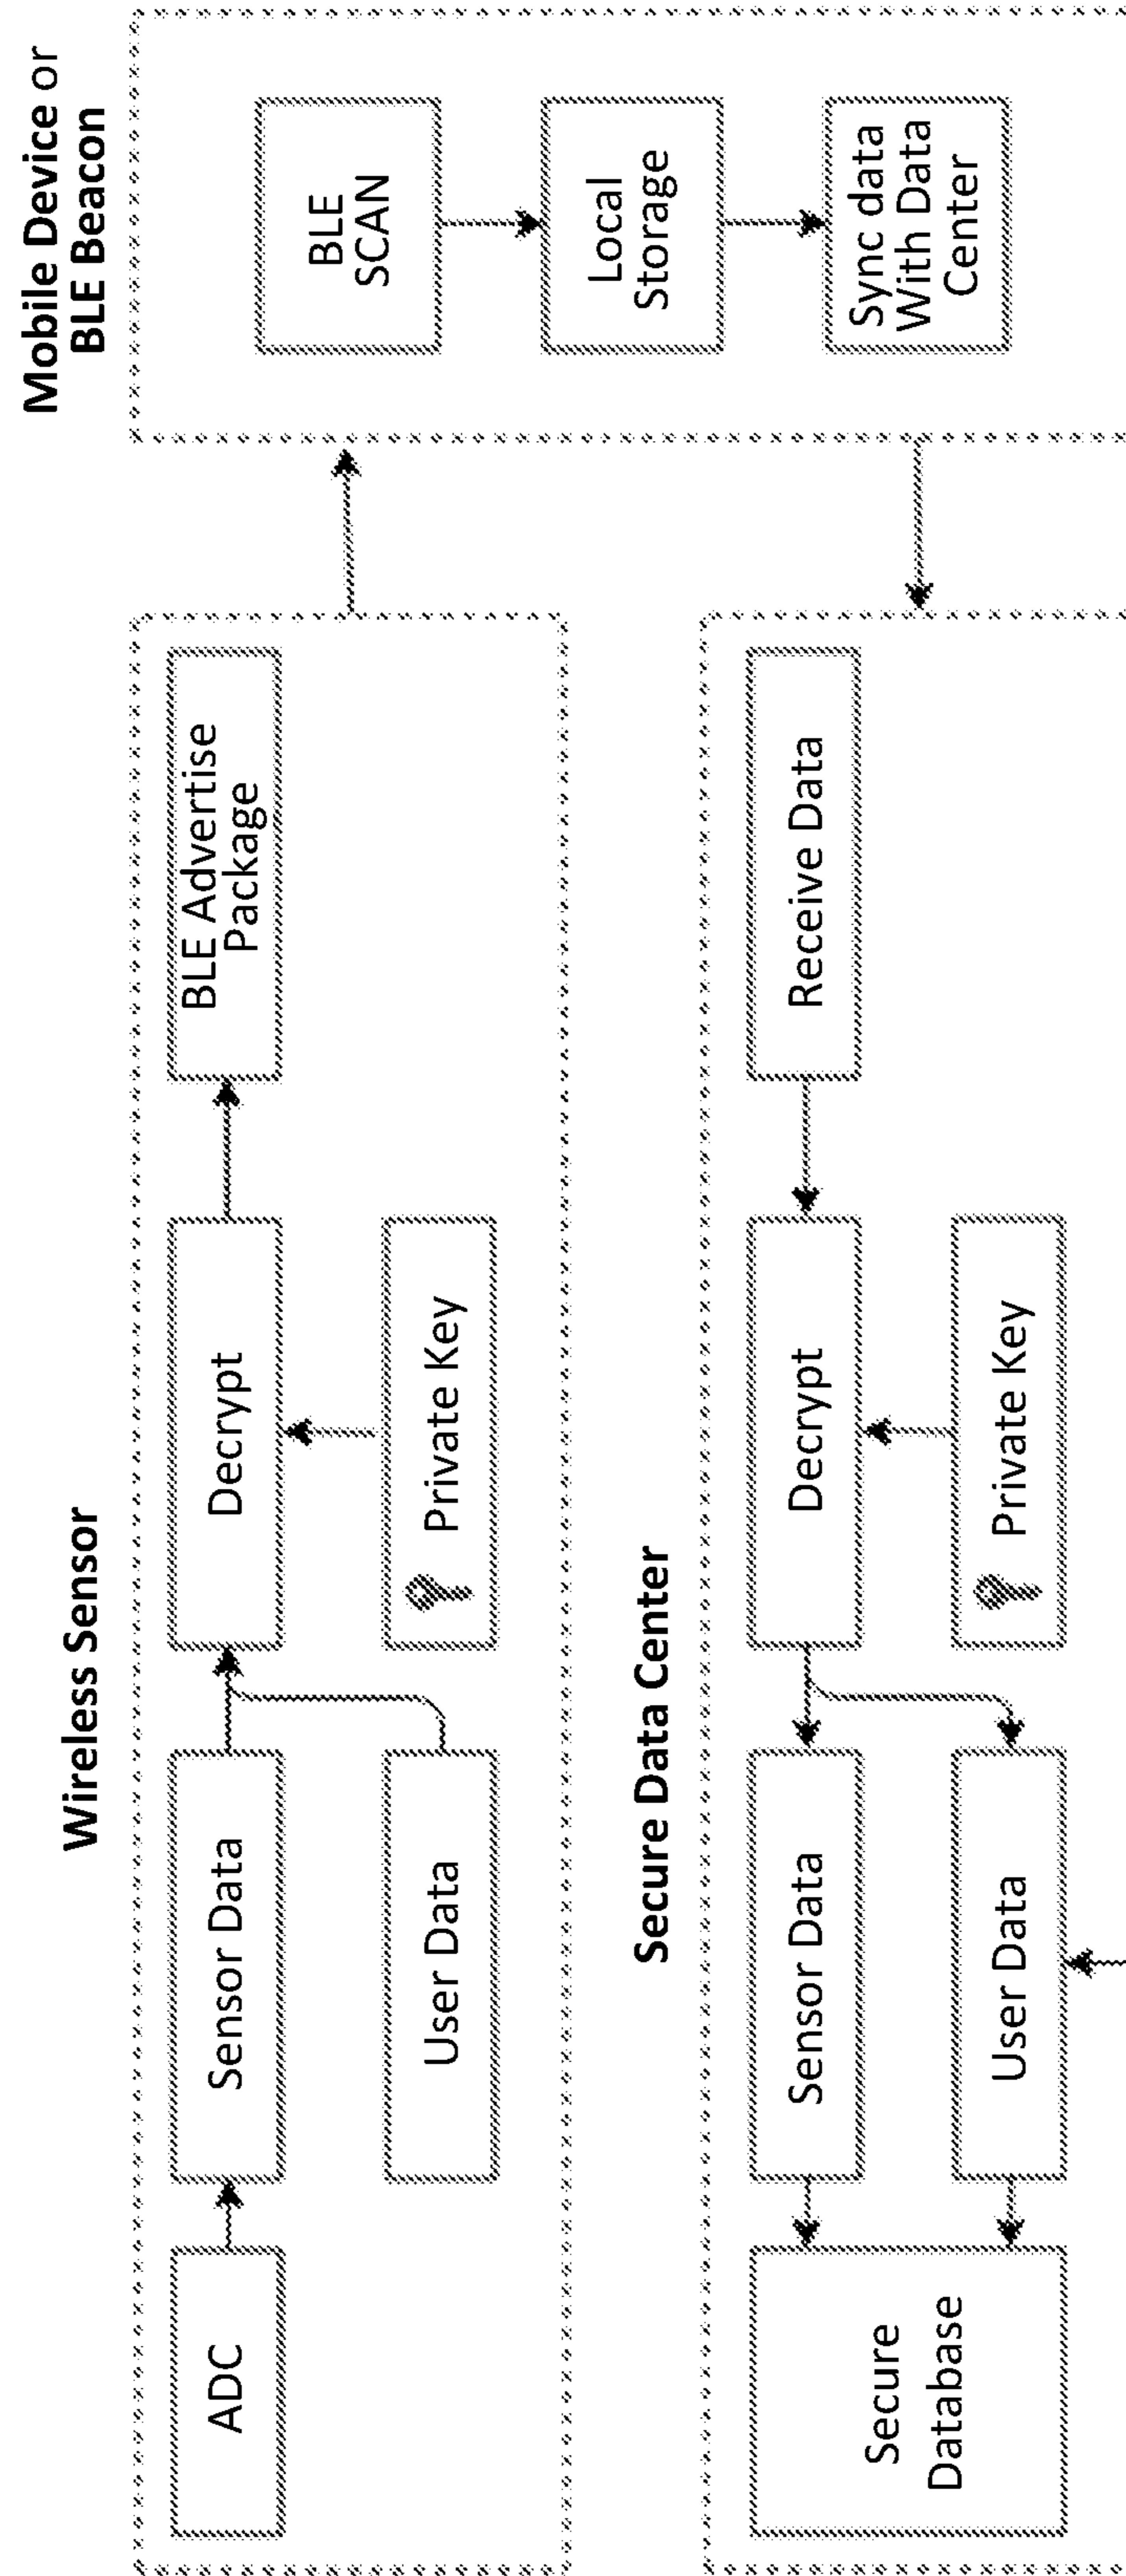 Wireless Sensor
ADC
Sensor Data
User Data
Decrypt
Private Key
BLE Advertise
Package
Mobile Device or
BLE Beacon
BLE
SCAN
Local
Storage
Sync data
With Data
Center
Secure Data Center
Receive Data
Decrypt
Private Key
Sensor Data
User Data
Secure
Database